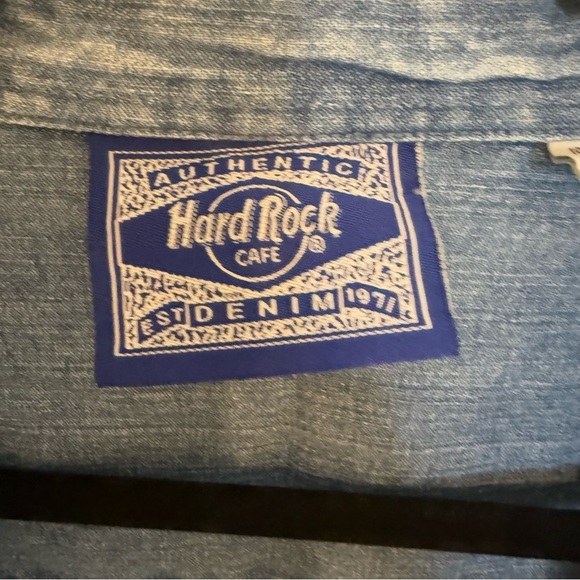 AUTHENTIC
Hard Rock
CAFE ®
EST DENIM 1971